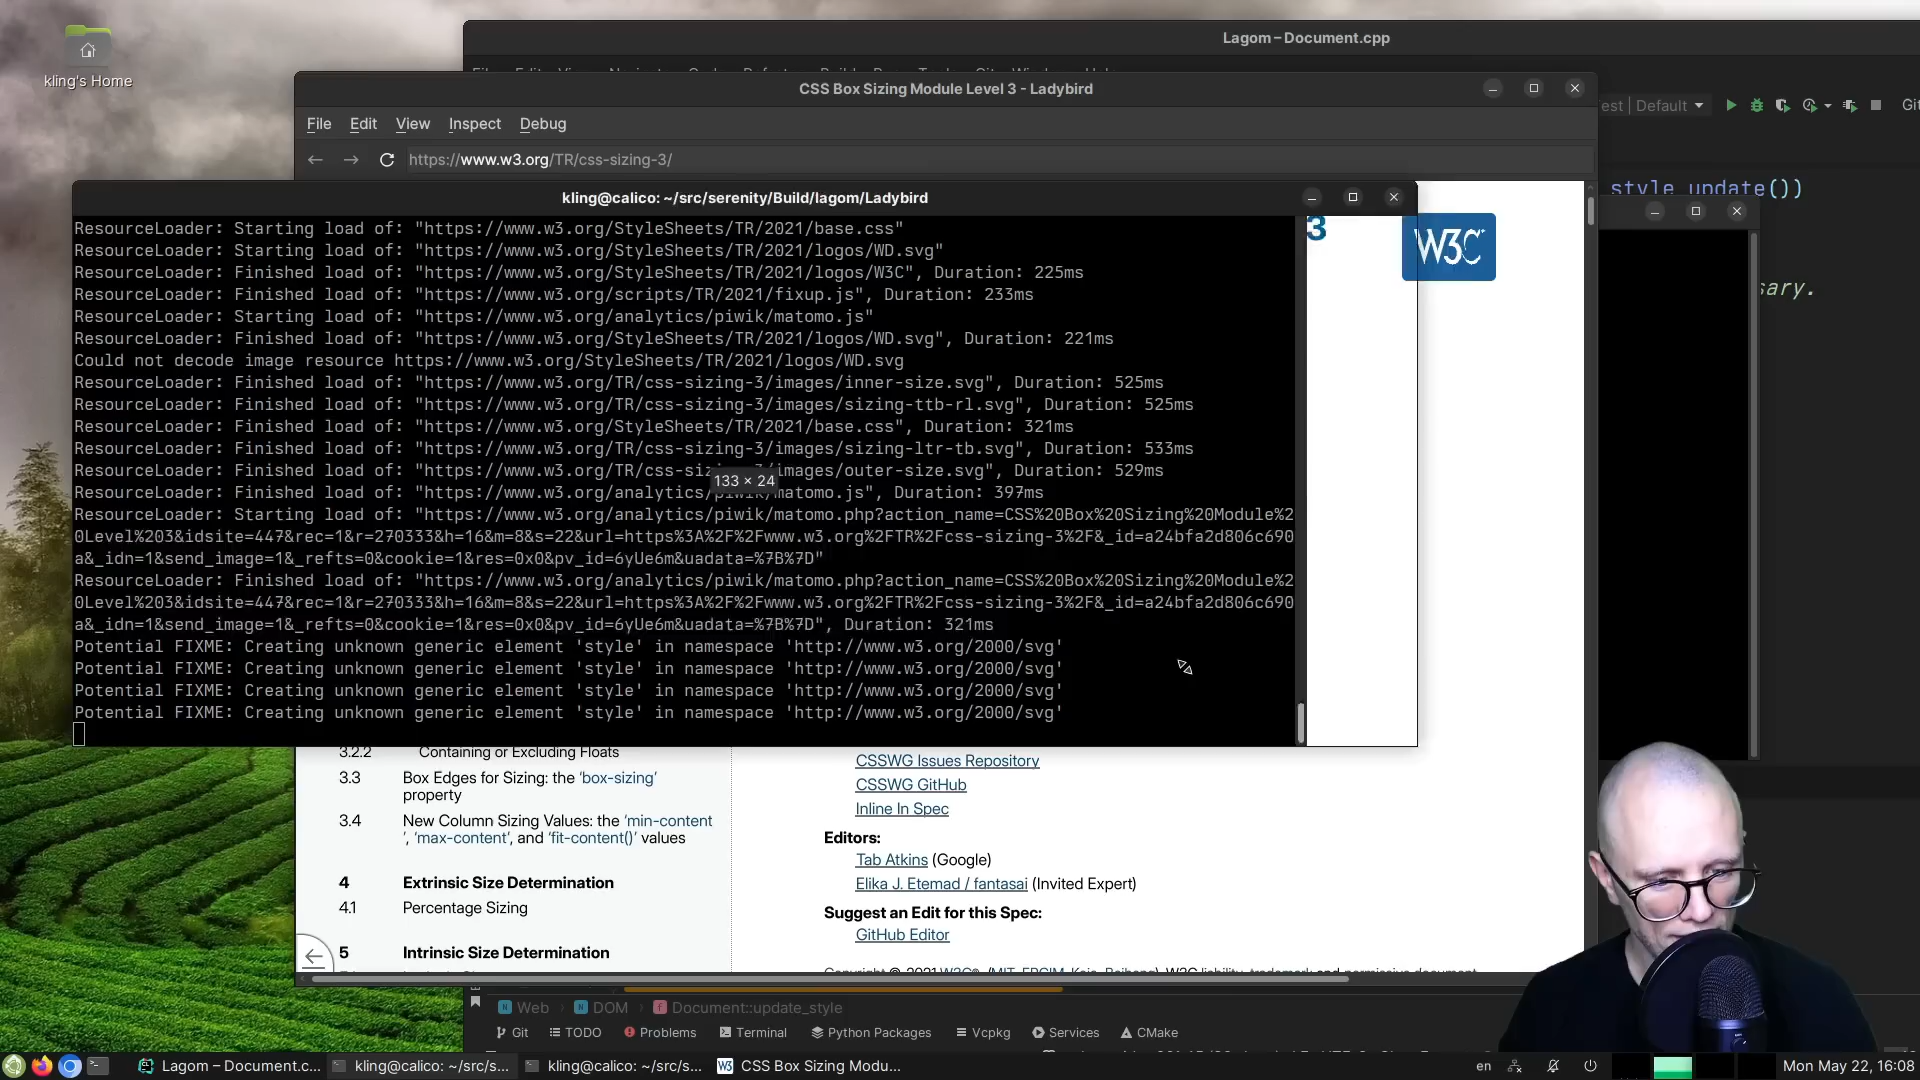 kling's Home
Lagom – Document.cpp
CSS Box Sizing Module Level 3 - Ladybird
File Edit View Inspect Debug
est | Default
Git
https://www.w3.org/TR/css-sizing-3/
style_update())
kling@calico: ~/src/serenity/Build/lagom/Ladybird
3
W3C
ResourceLoader: Starting load of: "https://www.w3.org/StyleSheets/TR/2021/base.css"
ResourceLoader: Starting load of: "https://www.w3.org/StyleSheets/TR/2021/logos/WD.svg"
ResourceLoader: Finished load of: "https://www.w3.org/StyleSheets/TR/2021/logos/W3C", Duration: 225ms
ResourceLoader: Finished load of: "https://www.w3.org/scripts/TR/2021/fixup.js", Duration: 233ms
sary.
ResourceLoader: Starting load of: "https://www.w3.org/analytics/piwik/matomo.js"
ResourceLoader: Finished load of: "https://www.w3.org/StyleSheets/TR/2021/logos/WD.svg", Duration: 221ms
Could not decode image resource https://www.w3.org/StyleSheets/TR/2021/logos/WD.svg
ResourceLoader: Finished load of: "https://www.w3.org/TR/css-sizing-3/images/inner-size.svg", Duration: 525ms
ResourceLoader: Finished load of: "https://www.w3.org/TR/css-sizing-3/images/sizing-ttb-rl.svg", Duration: 525ms
ResourceLoader: Finished load of: "https://www.w3.org/StyleSheets/TR/2021/base.css", Duration: 321ms
ResourceLoader: Finished load of: "https://www.w3.org/TR/css-sizing-3/images/sizing-ltr-tb.svg", Duration: 533ms
ResourceLoader: Finished load of: "https://www.w3.org/TR/css-sizing-3/images/outer-size.svg", Duration: 529ms
133 × 24
ResourceLoader: Finished load of: "https://www.w3.org/analytics/piwik/matomo.js", Duration: 397ms
ResourceLoader: Starting load of: "https://www.w3.org/analytics/piwik/matomo.php?action_name=CSS%20Box%20Sizing%20Module%2
0Level%203&idsite=447&rec=1&r=270333&h=16&m=8&s=22&url=https%3A%2F%2Fwww.w3.org%2FTR%2Fcss-sizing-3%2F&_id=a24bfa2d806c690
a&_idn=1&send_image=1&_refts=0&cookie=1&res=0x0&pv_id=6yUe6m&uadata=%7B%7D"
ResourceLoader: Finished load of: "https://www.w3.org/analytics/piwik/matomo.php?action_name=CSS%20Box%20Sizing%20Module%2
0Level%203&idsite=447&rec=1&r=270333&h=16&m=8&s=22&url=https%3A%2F%2Fwww.w3.org%2FTR%2Fcss-sizing-3%2F&_id=a24bfa2d806c690
a&_idn=1&send_image=1&_refts=0&cookie=1&res=0x0&pv_id=6yUe6m&uadata=%7B%7D", Duration: 321ms
Potential FIXME: Creating unknown generic element 'style' in namespace 'http://www.w3.org/2000/svg'
Potential FIXME: Creating unknown generic element 'style' in namespace 'http://www.w3.org/2000/svg'
Potential FIXME: Creating unknown generic element 'style' in namespace 'http://www.w3.org/2000/svg'
Potential FIXME: Creating unknown generic element 'style' in namespace 'http://www.w3.org/2000/svg'
3.2.2 Containing or Excluding Floats
3.3 Box Edges for Sizing: the 'box-sizing'
property
3.4 New Column Sizing Values: the 'min-content
', 'max-content', and 'fit-content()' values
4 Extrinsic Size Determination
4.1 Percentage Sizing
5 Intrinsic Size Determination
CSSWG Issues Repository
CSSWG GitHub
Inline In Spec
Editors:
Tab Atkins (Google)
Elika J. Etemad / fantasai (Invited Expert)
Suggest an Edit for this Spec:
GitHub Editor
Web DOM Document::update_style
Git TODO Problems Terminal Python Packages Vcpkg Services CMake
Lagom – Document.c... kling@calico: ~/src/s... kling@calico: ~/src/s... CSS Box Sizing Modu... en Mon May 22, 16:08